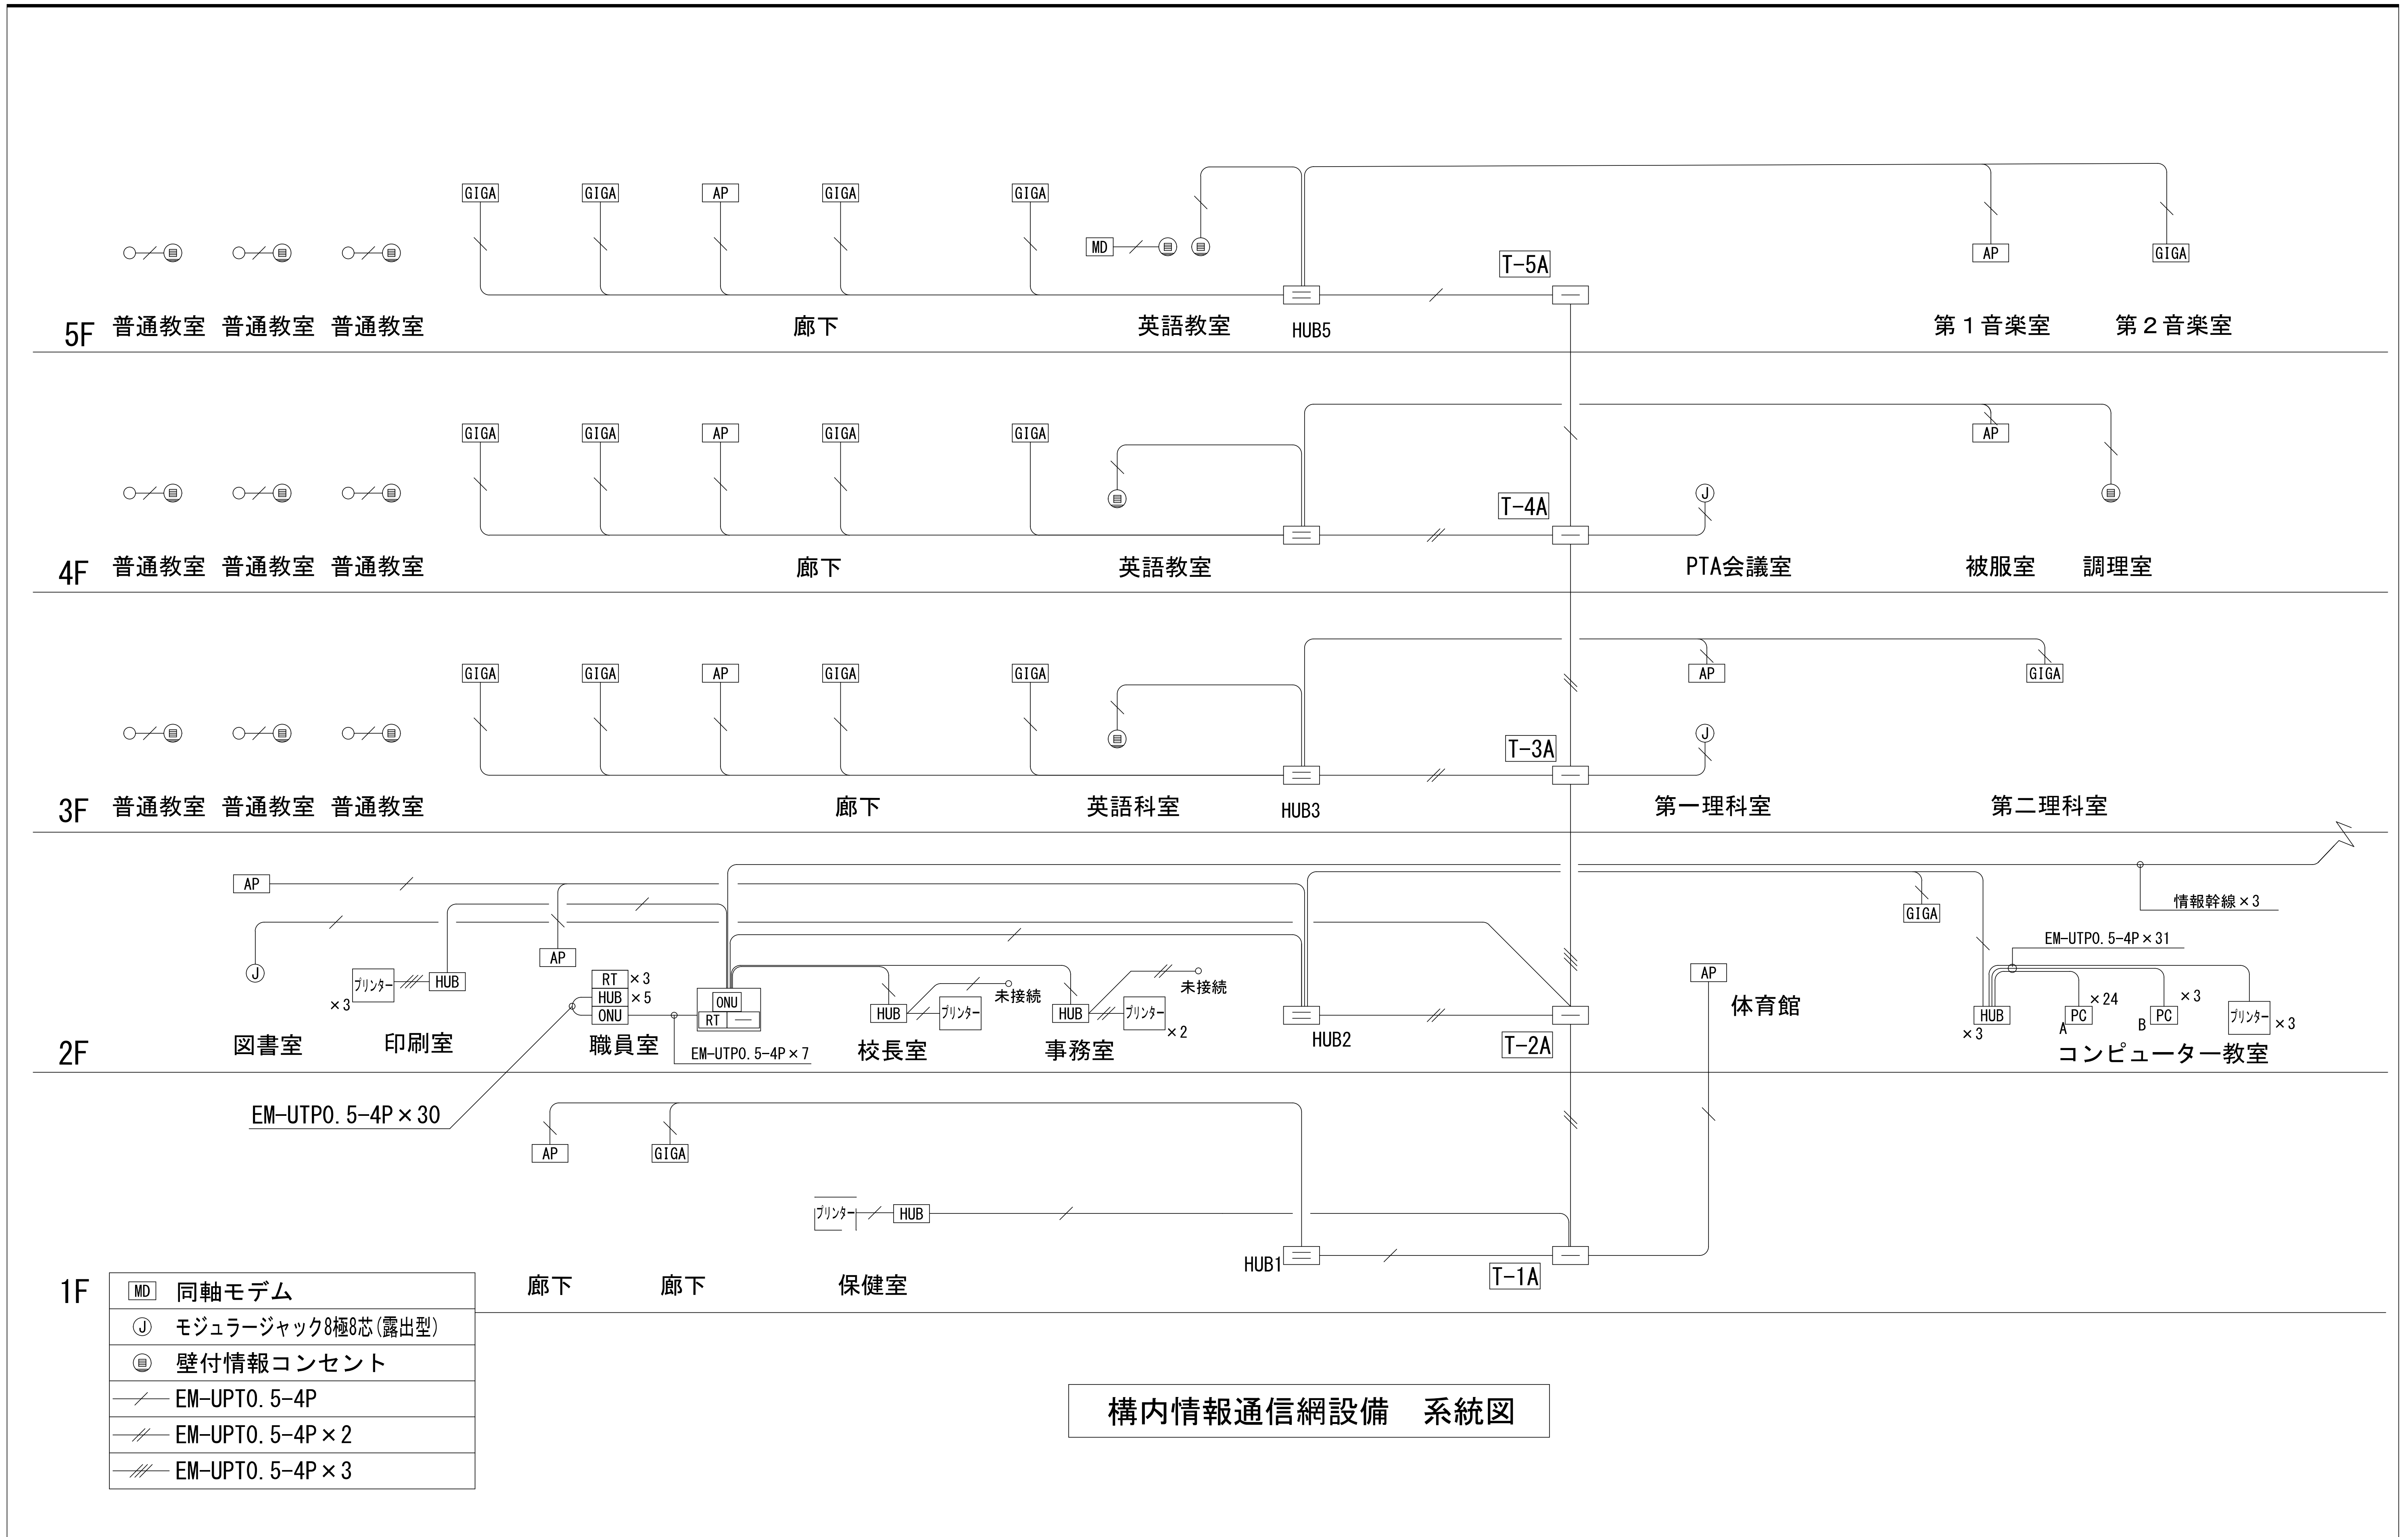 GIGA GIGA AP GIGA GIGA
MD
T-5A
AP GIGA
5F 普通教室 普通教室 普通教室 廊下 英語教室 HUB5 第1音楽室 第2音楽室
GIGA GIGA AP GIGA GIGA AP
T-4A J
4F 普通教室 普通教室 普通教室 廊下 英語教室 PTA会議室 被服室 調理室
GIGA GIGA AP GIGA GIGA AP GIGA
T-3A J
3F 普通教室 普通教室 普通教室 廊下 英語科室 HUB3 第一理科室 第二理科室
AP
情報幹線×3
GIGA
EM-UTP0.5-4P×31
AP
J プリンター ×3 HUB
RT ×3
HUB ×5
ONU
ONU
RT
HUB プリンター 未接続
HUB プリンター ×2 未接続
AP
体育館
HUB ×3
A PC ×24
B PC ×3
プリンター ×3
2F 図書室 印刷室 職員室 EM-UTP0.5-4P×7 校長室 事務室 HUB2 T-2A コンピューター教室
EM-UTP0.5-4P×30
AP GIGA
プリンター HUB
HUB1 T-1A
1F 廊下 廊下 保健室
MD 同軸モデム
J モジュラージャック8極8芯(露出型)
壁付情報コンセント
EM-UPT0.5-4P
EM-UPT0.5-4P×2
EM-UPT0.5-4P×3
構内情報通信網設備 系統図